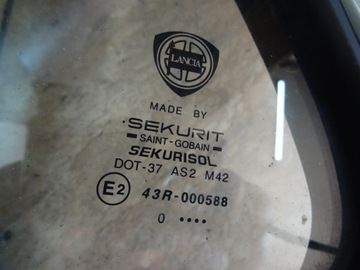 LANCIA
MADE BY
SEKURIT
SAINT-GOBAIN
SEKURISOL
DOT-37 AS2 M42
E2 43R-000588
0 ••••